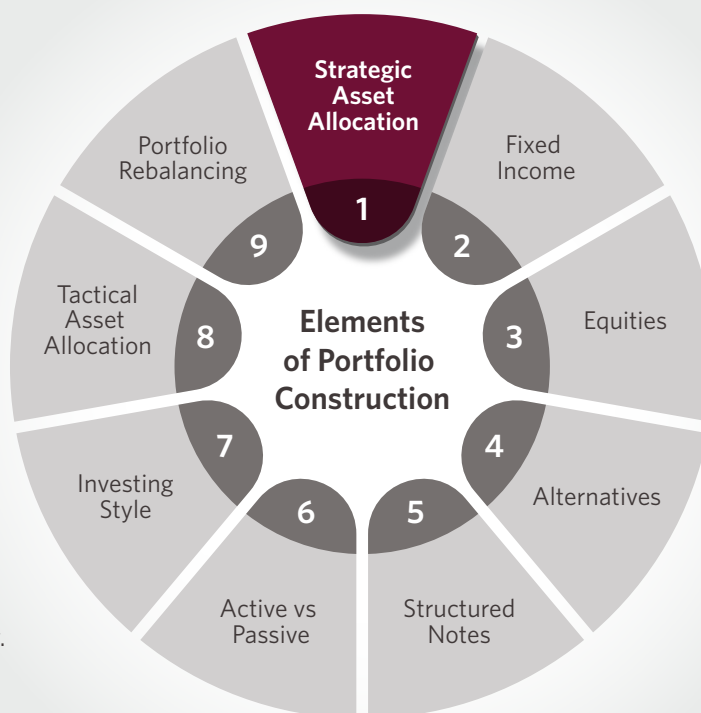 Strategic
Asset
Allocation
1
Fixed
Income
2
Equities
3
Alternatives
4
Structured
Notes
5
Active vs
Passive
6
Investing
Style
7
Tactical
Asset
Allocation
8
Portfolio
Rebalancing
9
Elements
of Portfolio
Construction
.